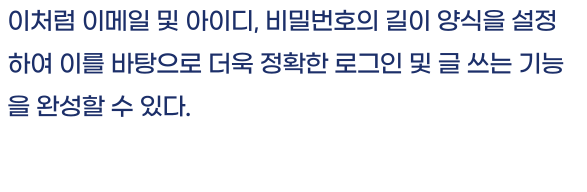 이처럼 이메일 및 아이디, 비밀번호의 길이 양식을 설정
하여 이를 바탕으로 더욱 정확한 로그인 및 글 쓰는 기능
을 완성할 수 있다.